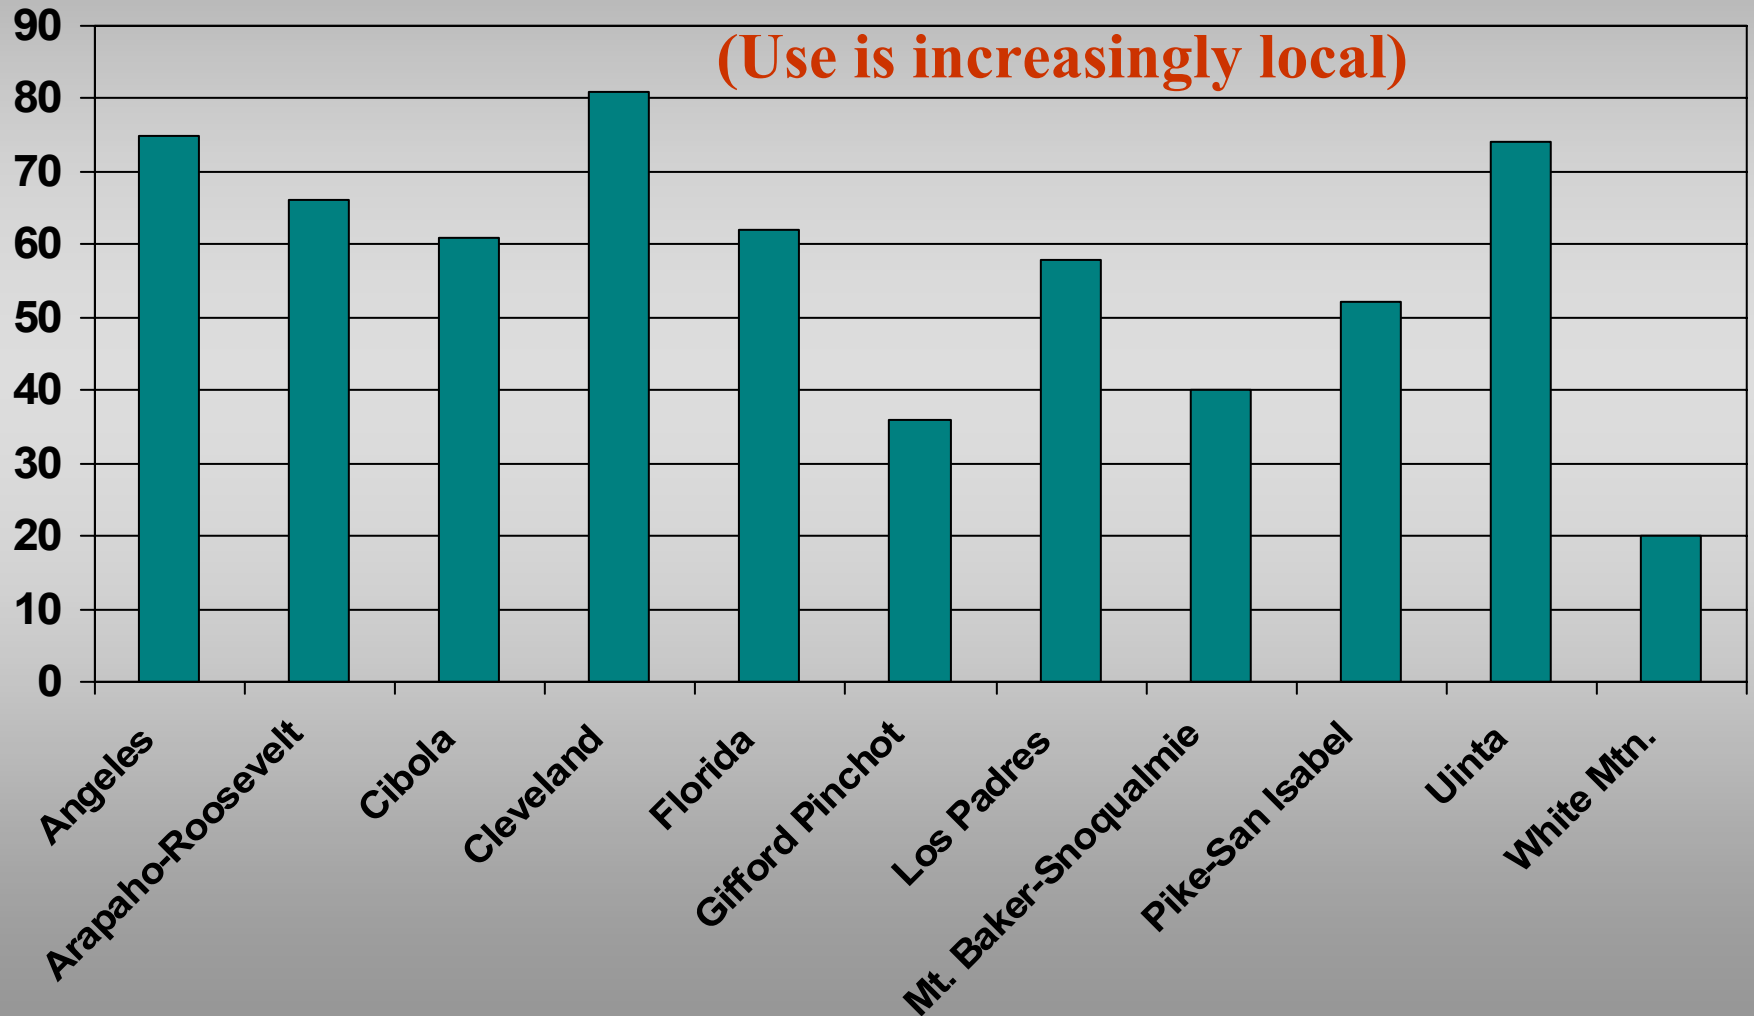 (Use is increasingly local)
90
80
70
60
50
40
30
20
10
0
Angeles
Arapaho-Roosevelt
Cibola
Cleveland
Florida
Gifford Pinchot
Los Padres
Mt. Baker-Snoqualmie
Pike-San Isabel
Uinta
White Mtn.